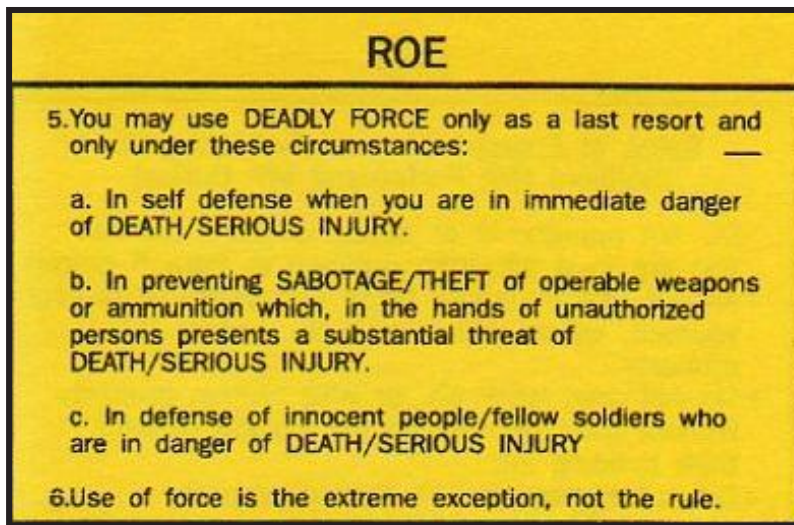 ROE
5.You may use DEADLY FORCE only as a last resort and
only under these circumstances:
a. In self defense when you are in immediate danger
of DEATH/SERIOUS INJURY.
b. In preventing SABOTAGE/THEFT of operable weapons
or ammunition which, in the hands of unauthorized
persons presents a substantial threat of
DEATH/SERIOUS INJURY.
c. In defense of innocent people/fellow soldiers who
are in danger of DEATH/SERIOUS INJURY
6.Use of force is the extreme exception, not the rule.